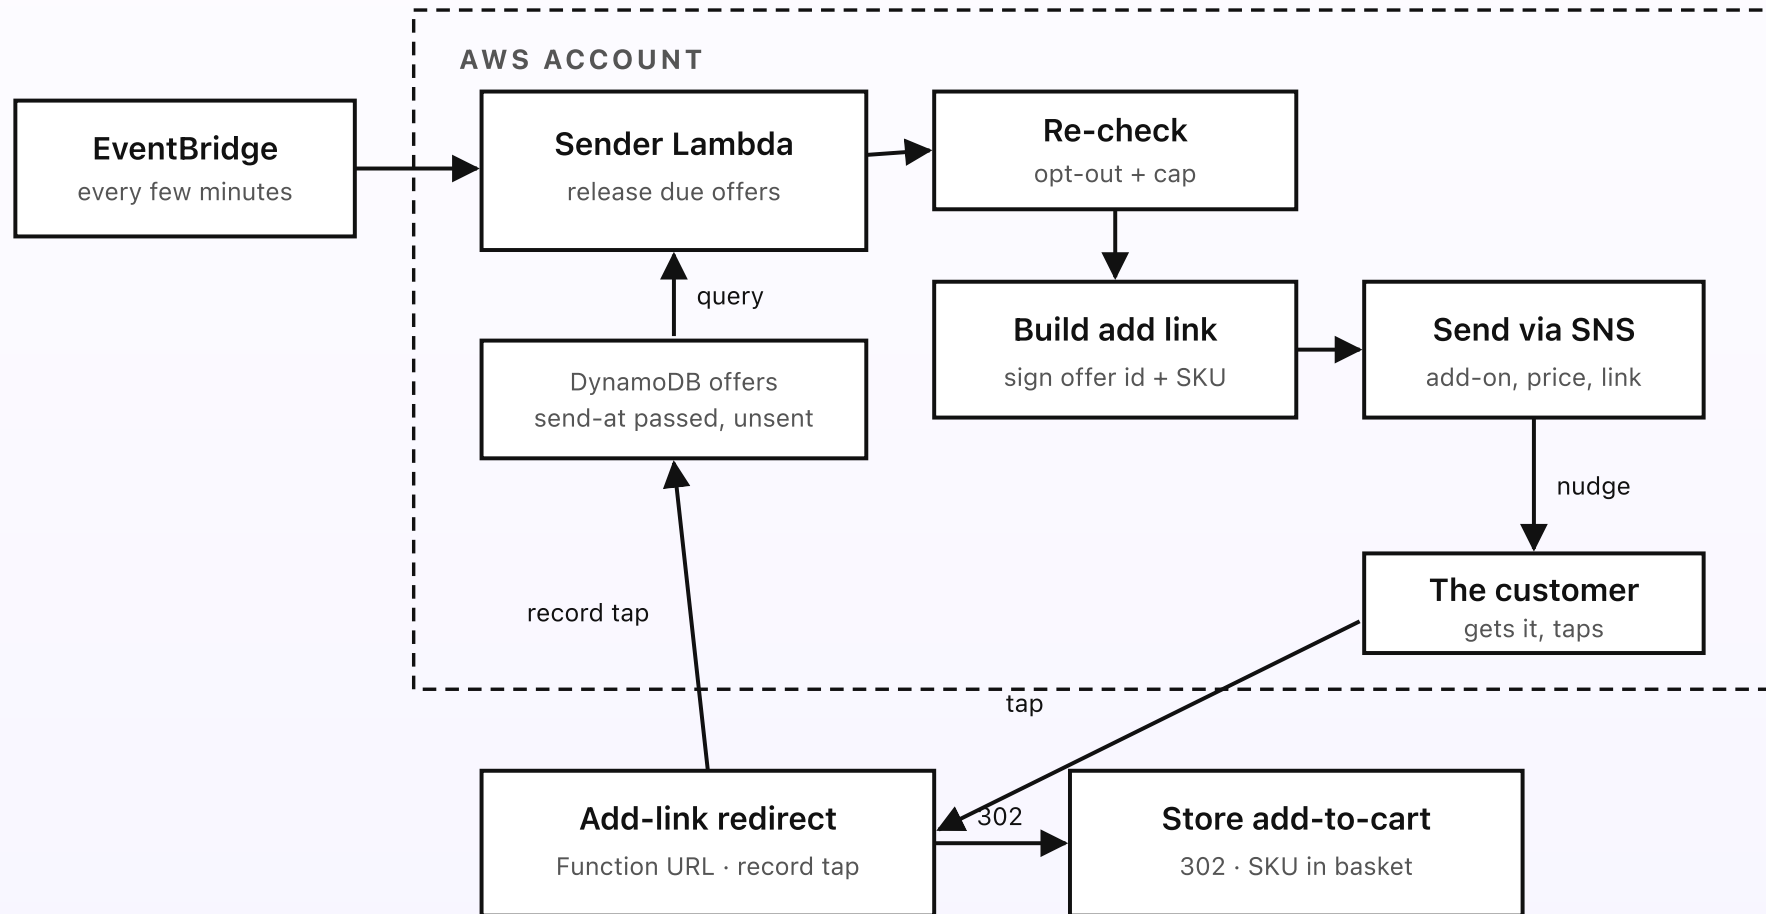 AWS ACCOUNT
EventBridge
every few minutes
Sender Lambda
release due offers
Re-check
opt-out + cap
query
DynamoDB offers
send-at passed, unsent
Build add link
sign offer id + SKU
Send via SNS
add-on, price, link
nudge
The customer
gets it, taps
record tap
tap
Add-link redirect
Function URL · record tap
302
Store add-to-cart
302 · SKU in basket